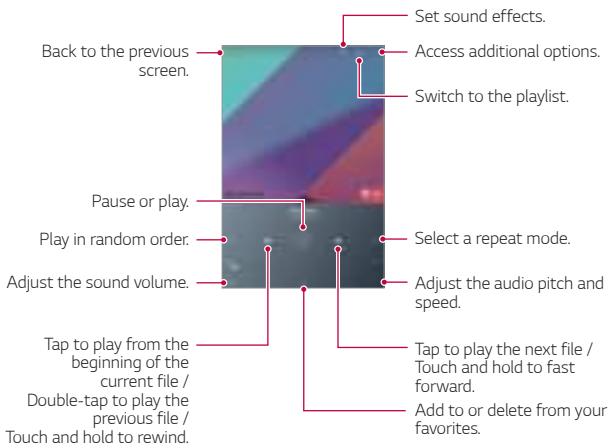 Set sound effects.
Back to the previous
screen.
Access additional options.
Switch to the playlist.
Pause or play.
Play in random order.
Select a repeat mode.
Adjust the sound volume.
Adjust the audio pitch and
speed.
Tap to play from the
beginning of the
current file /
Double-tap to play the
previous file /
Touch and hold to rewind.
Tap to play the next file /
Touch and hold to fast
forward.
Add to or delete from your
favorites.